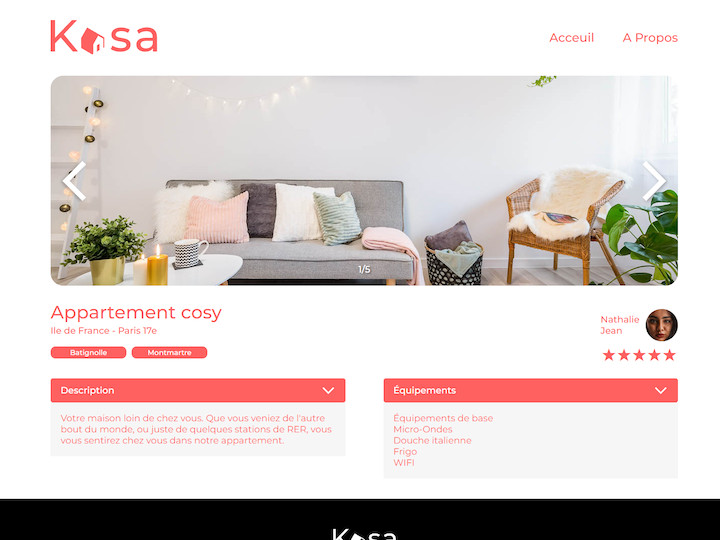 Kasa
Acceuil
A Propos
1/5
Appartement cosy
Ile de France - Paris 17e
Batignolle
Montmartre
Nathalie
Jean
Description
Votre maison loin de chez vous. Que vous veniez de l'autre
bout du monde, ou juste de quelques stations de RER, vous
vous sentirez chez vous dans notre appartement.
Équipements
Équipements de base
Micro-Ondes
Douche italienne
Frigo
WIFI
Kasa